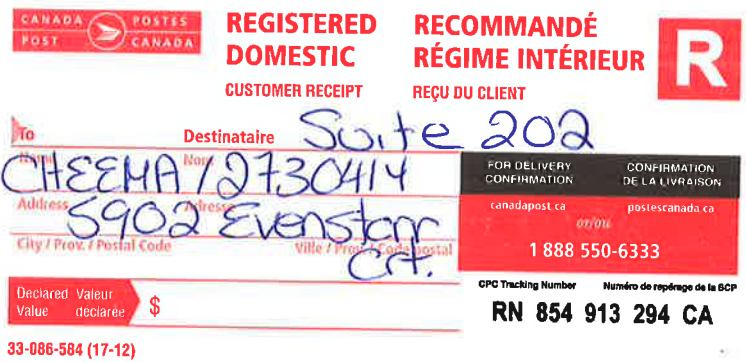 CANADA POSTES
POST CANADA
REGISTERED DOMESTIC
CUSTOMER RECEIPT
RECOMMANDÉ RÉGIME INTÉRIEUR
REÇU DU CLIENT
R
To Destinataire Suite 202
Name Nom
CHEEMA / 2730414
Address Adresse
5902 Evenstarr
City / Prov. / Postal Code Ville / Prov. / Code postal
Crt.
FOR DELIVERY CONFIRMATION
CONFIRMATION DE LA LIVRAISON
canadapost.ca postescanada.ca
or/ou
1 888 550-6333
Declared Value Valeur déclarée $
CPC Tracking Number Numéro de repérage de la SCP
RN 854 913 294 CA
33-086-584 (17-12)